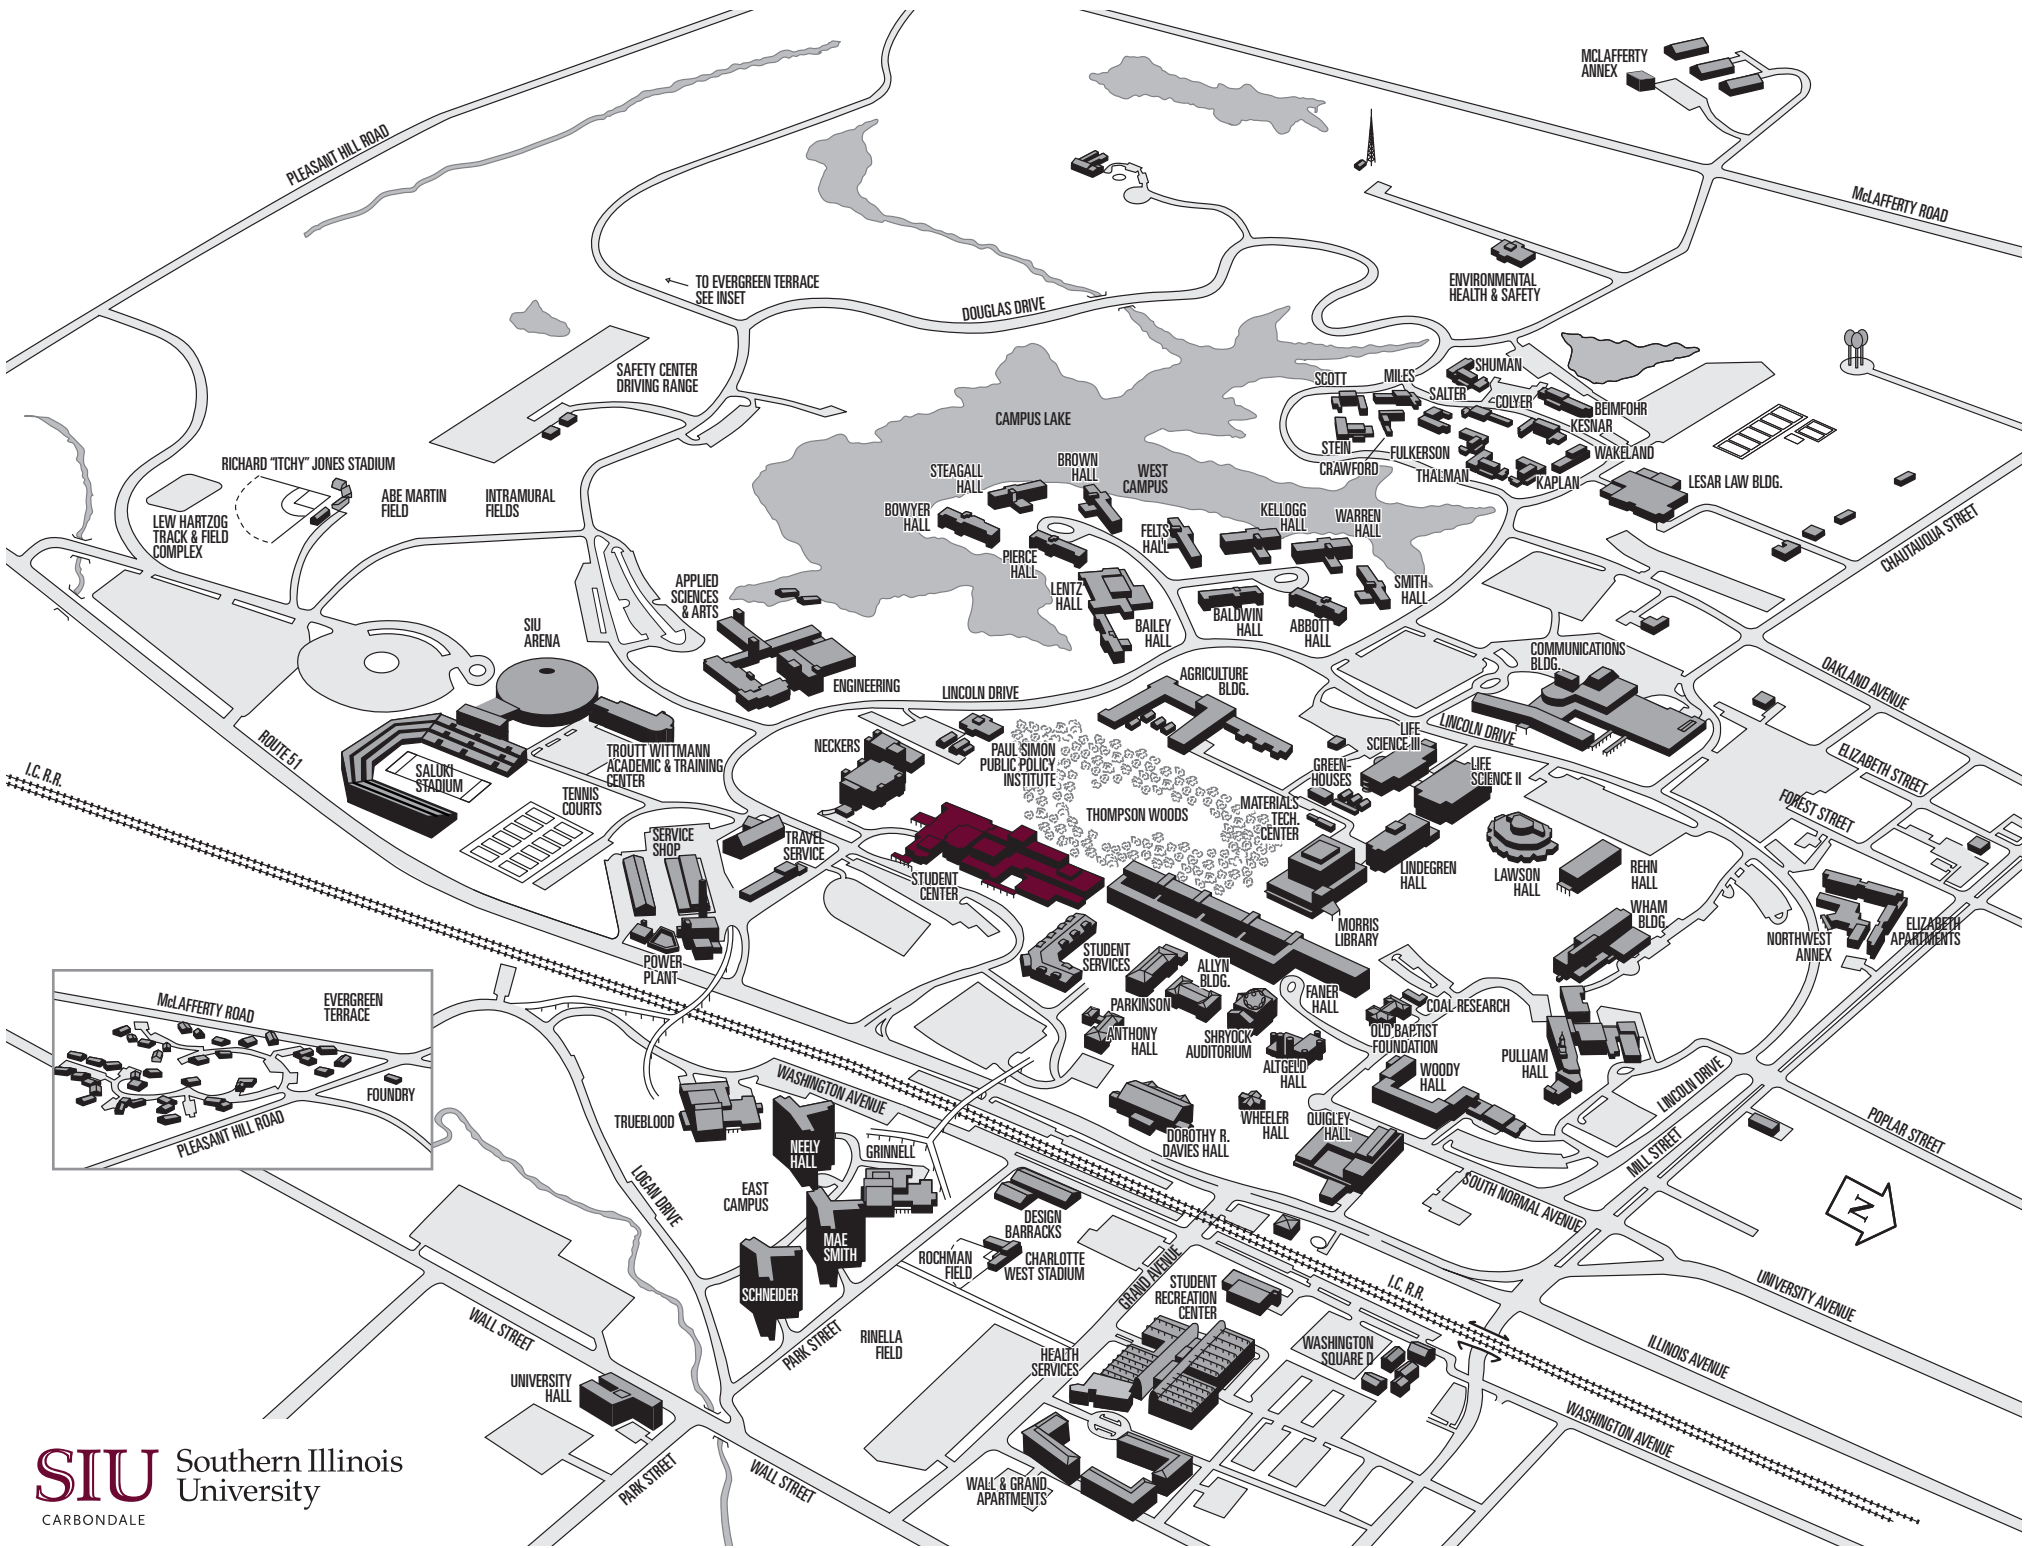 MCLAFFERTY
ANNEX
PLEASANT HILL ROAD
McLAFFERTY ROAD
TO EVERGREEN TERRACE
SEE INSET
ENVIRONMENTAL
HEALTH & SAFETY
DOUGLAS DRIVE
SAFETY CENTER
DRIVING RANGE
CAMPUS LAKE
SCOTT
MILES
SHUMAN
SALTER
COLYER
BEIMFOHR
KESNAR
STEIN
CRAWFORD
FULKERSON
THALMAN
KAPLAN
WAKELAND
LESAR LAW BLDG.
CHAUTAUQUA STREET
RICHARD “ITCHY” JONES STADIUM
ABE MARTIN
FIELD
INTRAMURAL
FIELDS
LEW HARTZOG
TRACK & FIELD
COMPLEX
STEAGALL
HALL
BROWN
HALL
WEST
CAMPUS
BOWYER
HALL
PIERCE
HALL
FELTS
HALL
KELLOGG
HALL
WARREN
HALL
LENTZ
HALL
SMITH
HALL
BAILEY
HALL
BALDWIN
HALL
ABBOTT
HALL
APPLIED
SCIENCES
& ARTS
SIU
ARENA
ENGINEERING
LINCOLN DRIVE
AGRICULTURE
BLDG.
COMMUNICATIONS
BLDG.
OAKLAND AVENUE
LINCOLN DRIVE
ELIZABETH STREET
FOREST STREET
ROUTE 51
I.C. R.R.
SALUKI
STADIUM
TROUTT WITTMANN
ACADEMIC & TRAINING
CENTER
TENNIS
COURTS
NECKERS
PAUL SIMON
PUBLIC POLICY
INSTITUTE
THOMPSON WOODS
LIFE
SCIENCE III
LIFE
SCIENCE II
GREEN-
HOUSES
MATERIALS
TECH.
CENTER
SERVICE
SHOP
TRAVEL
SERVICE
STUDENT
CENTER
LINDEGREN
HALL
LAWSON
HALL
REHN
HALL
MORRIS
LIBRARY
WHAM
BLDG.
NORTHWEST
ANNEX
ELIZABETH
APARTMENTS
POWER
PLANT
STUDENT
SERVICES
PARKINSON
ALLYN
BLDG.
FANER
HALL
COAL RESEARCH
OLD BAPTIST
FOUNDATION
ANTHONY
HALL
SHRYOCK
AUDITORIUM
ALTGELD
HALL
WOODY
HALL
PULLIAM
HALL
LINCOLN DRIVE
McLAFFERTY ROAD
EVERGREEN
TERRACE
FOUNDRY
PLEASANT HILL ROAD
WASHINGTON AVENUE
TRUEBLOOD
NEELY
HALL
GRINNELL
DOROTHY R.
DAVIES HALL
WHEELER
HALL
QUIGLEY
HALL
MILL STREET
POPLAR STREET
SOUTH NORMAL AVENUE
N
LOGAN DRIVE
EAST
CAMPUS
MAE
SMITH
SCHNEIDER
DESIGN
BARRACKS
ROCHMAN
FIELD
CHARLOTTE
WEST STADIUM
GRAND AVENUE
STUDENT
RECREATION
CENTER
I.C. R.R.
UNIVERSITY AVENUE
ILLINOIS AVENUE
WASHINGTON
SQUARE D
WALL STREET
PARK STREET
RINELLA
FIELD
HEALTH
SERVICES
UNIVERSITY
HALL
WASHINGTON AVENUE
PARK STREET
WALL STREET
WALL & GRAND
APARTMENTS
SIU
CARBONDALE
Southern Illinois
University